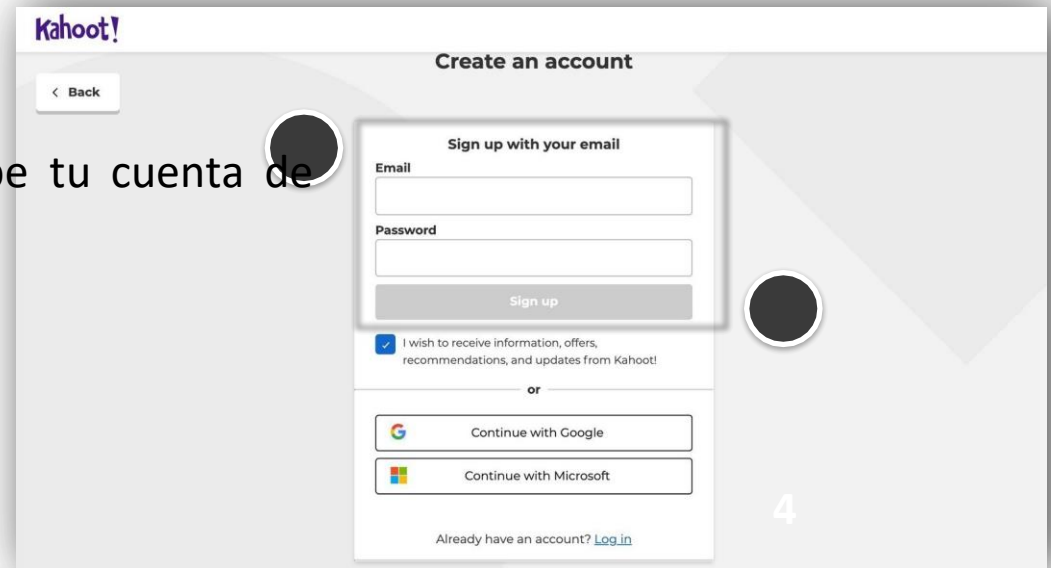 Kahoot!
Create an account
< Back
Sign up with your email
tu cuenta de
Email
Password
Sign up
I wish to receive information, offers,
recommendations, and updates from Kahoot!
or
Continue with Google
Continue with Microsoft
4
Already have an account? Log in